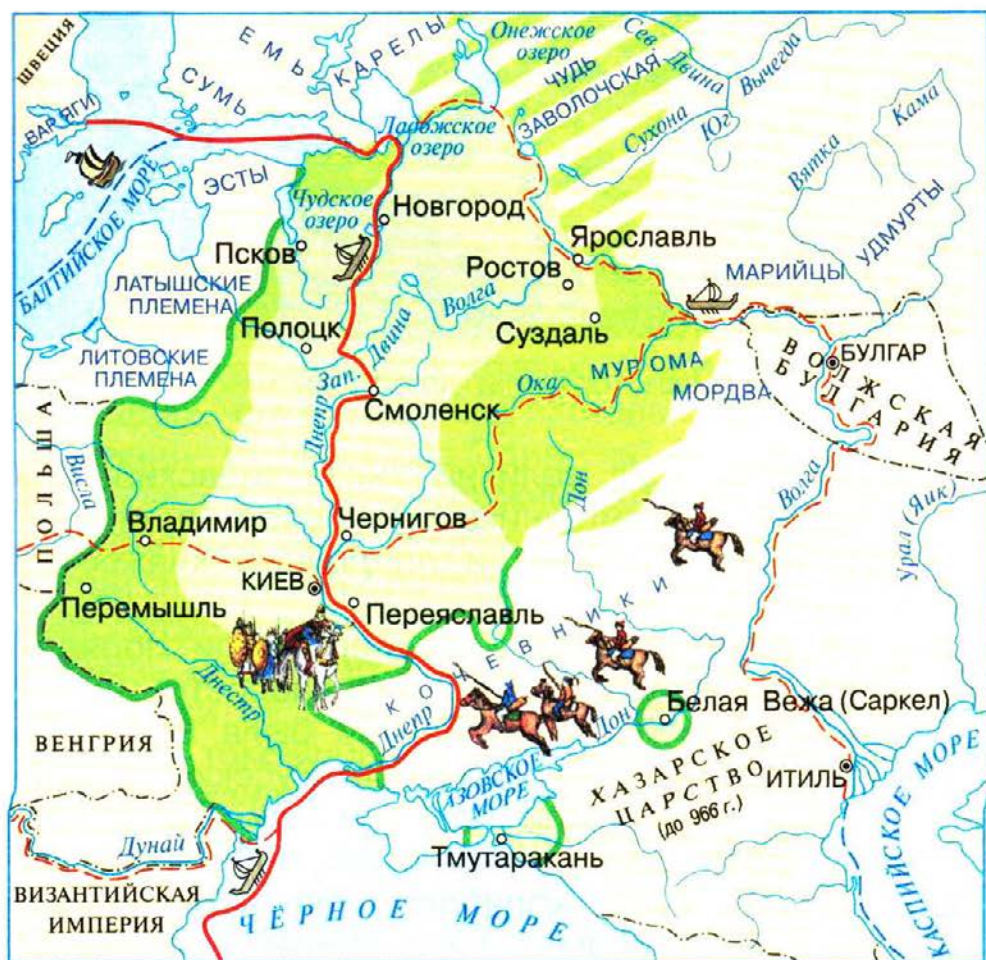 ШВЕЦИЯ
ЕМЬ
КАРЕЛЫ
Онежское
озеро
Сев. Двина
Вычегда
СУМЬ
ЧУДЬ
ЗАВОЛОЧСКАЯ
Сухона
Юг
Кама
ВАРЯГИ
Ладожское
озеро
Вятка
БАЛТИЙСКОЕ МОРЕ
ЭСТЫ
Чудское
озеро
Новгород
УДМУРТЫ
Псков
Ярославль
Ростов
МАРИЙЦЫ
ЛАТЫШСКИЕ
ПЛЕМЕНА
Волга
Полоцк
Зап. Двина
Суздаль
ЛИТОВСКИЕ
ПЛЕМЕНА
МУРОМА
БУЛГАР
ВОЛЖСКАЯ
БУЛГАРИЯ
Ока
МОРДВА
Смоленск
Днепр
ПОЛЬША
Висла
Дон
Волга
Урал (Яик)
Владимир
Чернигов
КИЕВ
Перемышль
Переяславль
КОЧЕВНИКИ
Днестр
Днепр
Дон
Белая Вежа (Саркел)
ВЕНГРИЯ
ХАЗАРСКОЕ
ЦАРСТВО
(до 966 г.)
ИТИЛЬ
АЗОВСКОЕ
МОРЕ
Дунай
Тмутаракань
КАСПИЙСКОЕ МОРЕ
ВИЗАНТИЙСКАЯ
ИМПЕРИЯ
ЧЁРНОЕ МОРЕ